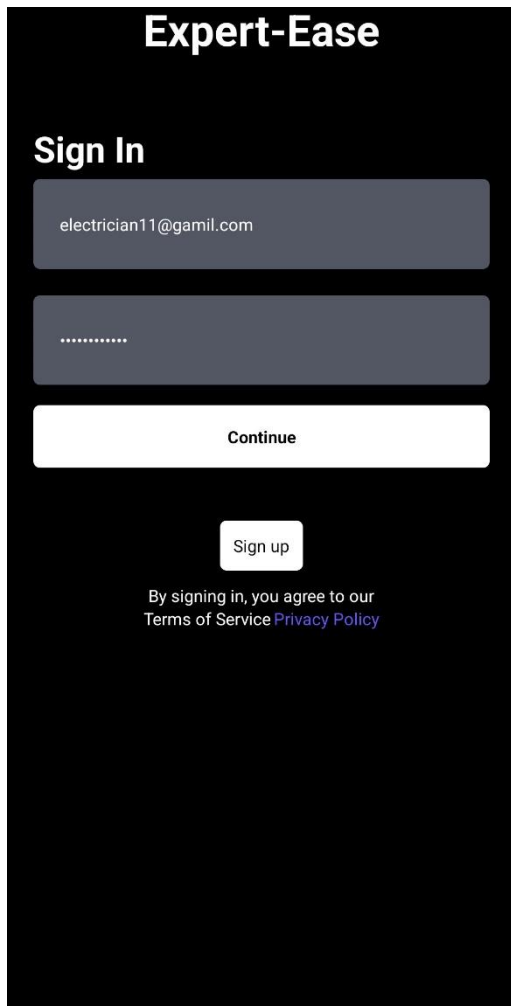 Expert-Ease
Sign In
electrician11@gamil.com
••••••••••••
Continue
Sign up
By signing in, you agree to our
Terms of Service Privacy Policy